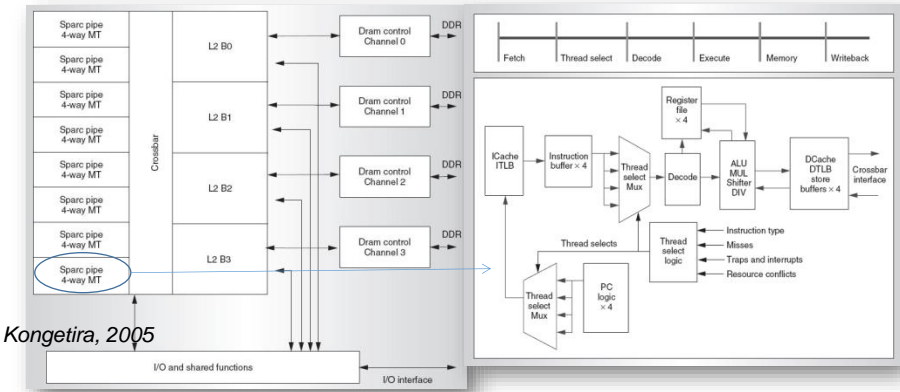 Sparc pipe
4-way MT
Sparc pipe
4-way MT
Sparc pipe
4-way MT
Sparc pipe
4-way MT
Sparc pipe
4-way MT
Sparc pipe
4-way MT
Sparc pipe
4-way MT
Sparc pipe
4-way MT
Crossbar
L2 B0
L2 B1
L2 B2
L2 B3
Dram control
Channel 0
DDR
Dram control
Channel 1
DDR
Dram control
Channel 2
DDR
Dram control
Channel 3
DDR
Kongetira, 2005
I/O and shared functions
I/O interface
Fetch
Thread select
Decode
Execute
Memory
Writeback
ICache
ITLB
Instruction
buffer × 4
Thread
select
Mux
Register
file
× 4
Decode
ALU
MUL
Shifter
DIV
DCache
DTLB
store
buffers × 4
Crossbar
interface
Thread selects
Thread
select
logic
Instruction type
Misses
Traps and interrupts
Resource conflicts
Thread
select
Mux
PC
logic
× 4